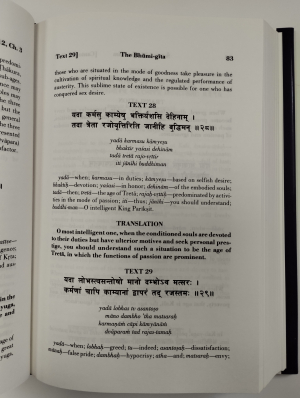 2, Ch. 3
Text 29]
The Bhūmi-gītā
83
those who are situated in the mode of goodness take pleasure in the
cultivation of spiritual knowledge and the regulated performance of
austerity. This sublime state of existence is possible for one who has
conquered sex desire.
TEXT 28
यदा कर्मसु काम्येषु भक्तिर्यशसि देहिनाम् ।
तदा त्रेता रजोवृत्तिरिति जानीहि बुद्धिमन् ॥२८॥
yadā karmasu kāmyeṣu
bhaktir yaśasi dehinām
tadā tretā rajo-vṛttir
iti jānīhi buddhiman
yadā—when; karmasu—in duties; kāmyeṣu—based on selfish desire;
bhaktiḥ—devotion; yaśasi—in honor; dehinām—of the embodied souls;
tadā—then; tretā—the age of Tretā; rajaḥ-vṛttiḥ—predominated by activities
in the mode of passion; iti—thus; jānīhi—you should understand;
buddhi-man—O intelligent King Parīkṣit.
TRANSLATION
O most intelligent one, when the conditioned souls are devoted
to their duties but have ulterior motives and seek personal pres-
tige, you should understand such a situation to be the age of
Tretā, in which the functions of passion are prominent.
TEXT 29
यदा लोभस्त्वसन्तोषो मानो दम्भोऽथ मत्सरः ।
कर्मणां चापि काम्यानां द्वापरं तद् रजस्तमः ॥२९॥
yadā lobhas tv asantoṣo
māno dambho 'tha matsaraḥ
karmaṇāṁ cāpi kāmyānāṁ
dvāparaṁ tad rajas-tamaḥ
yadā—when; lobhaḥ—greed; tu—indeed; asantoṣaḥ—dissatisfaction;
mānaḥ—false pride; dambhaḥ—hypocrisy; atha—and; matsaraḥ—envy;